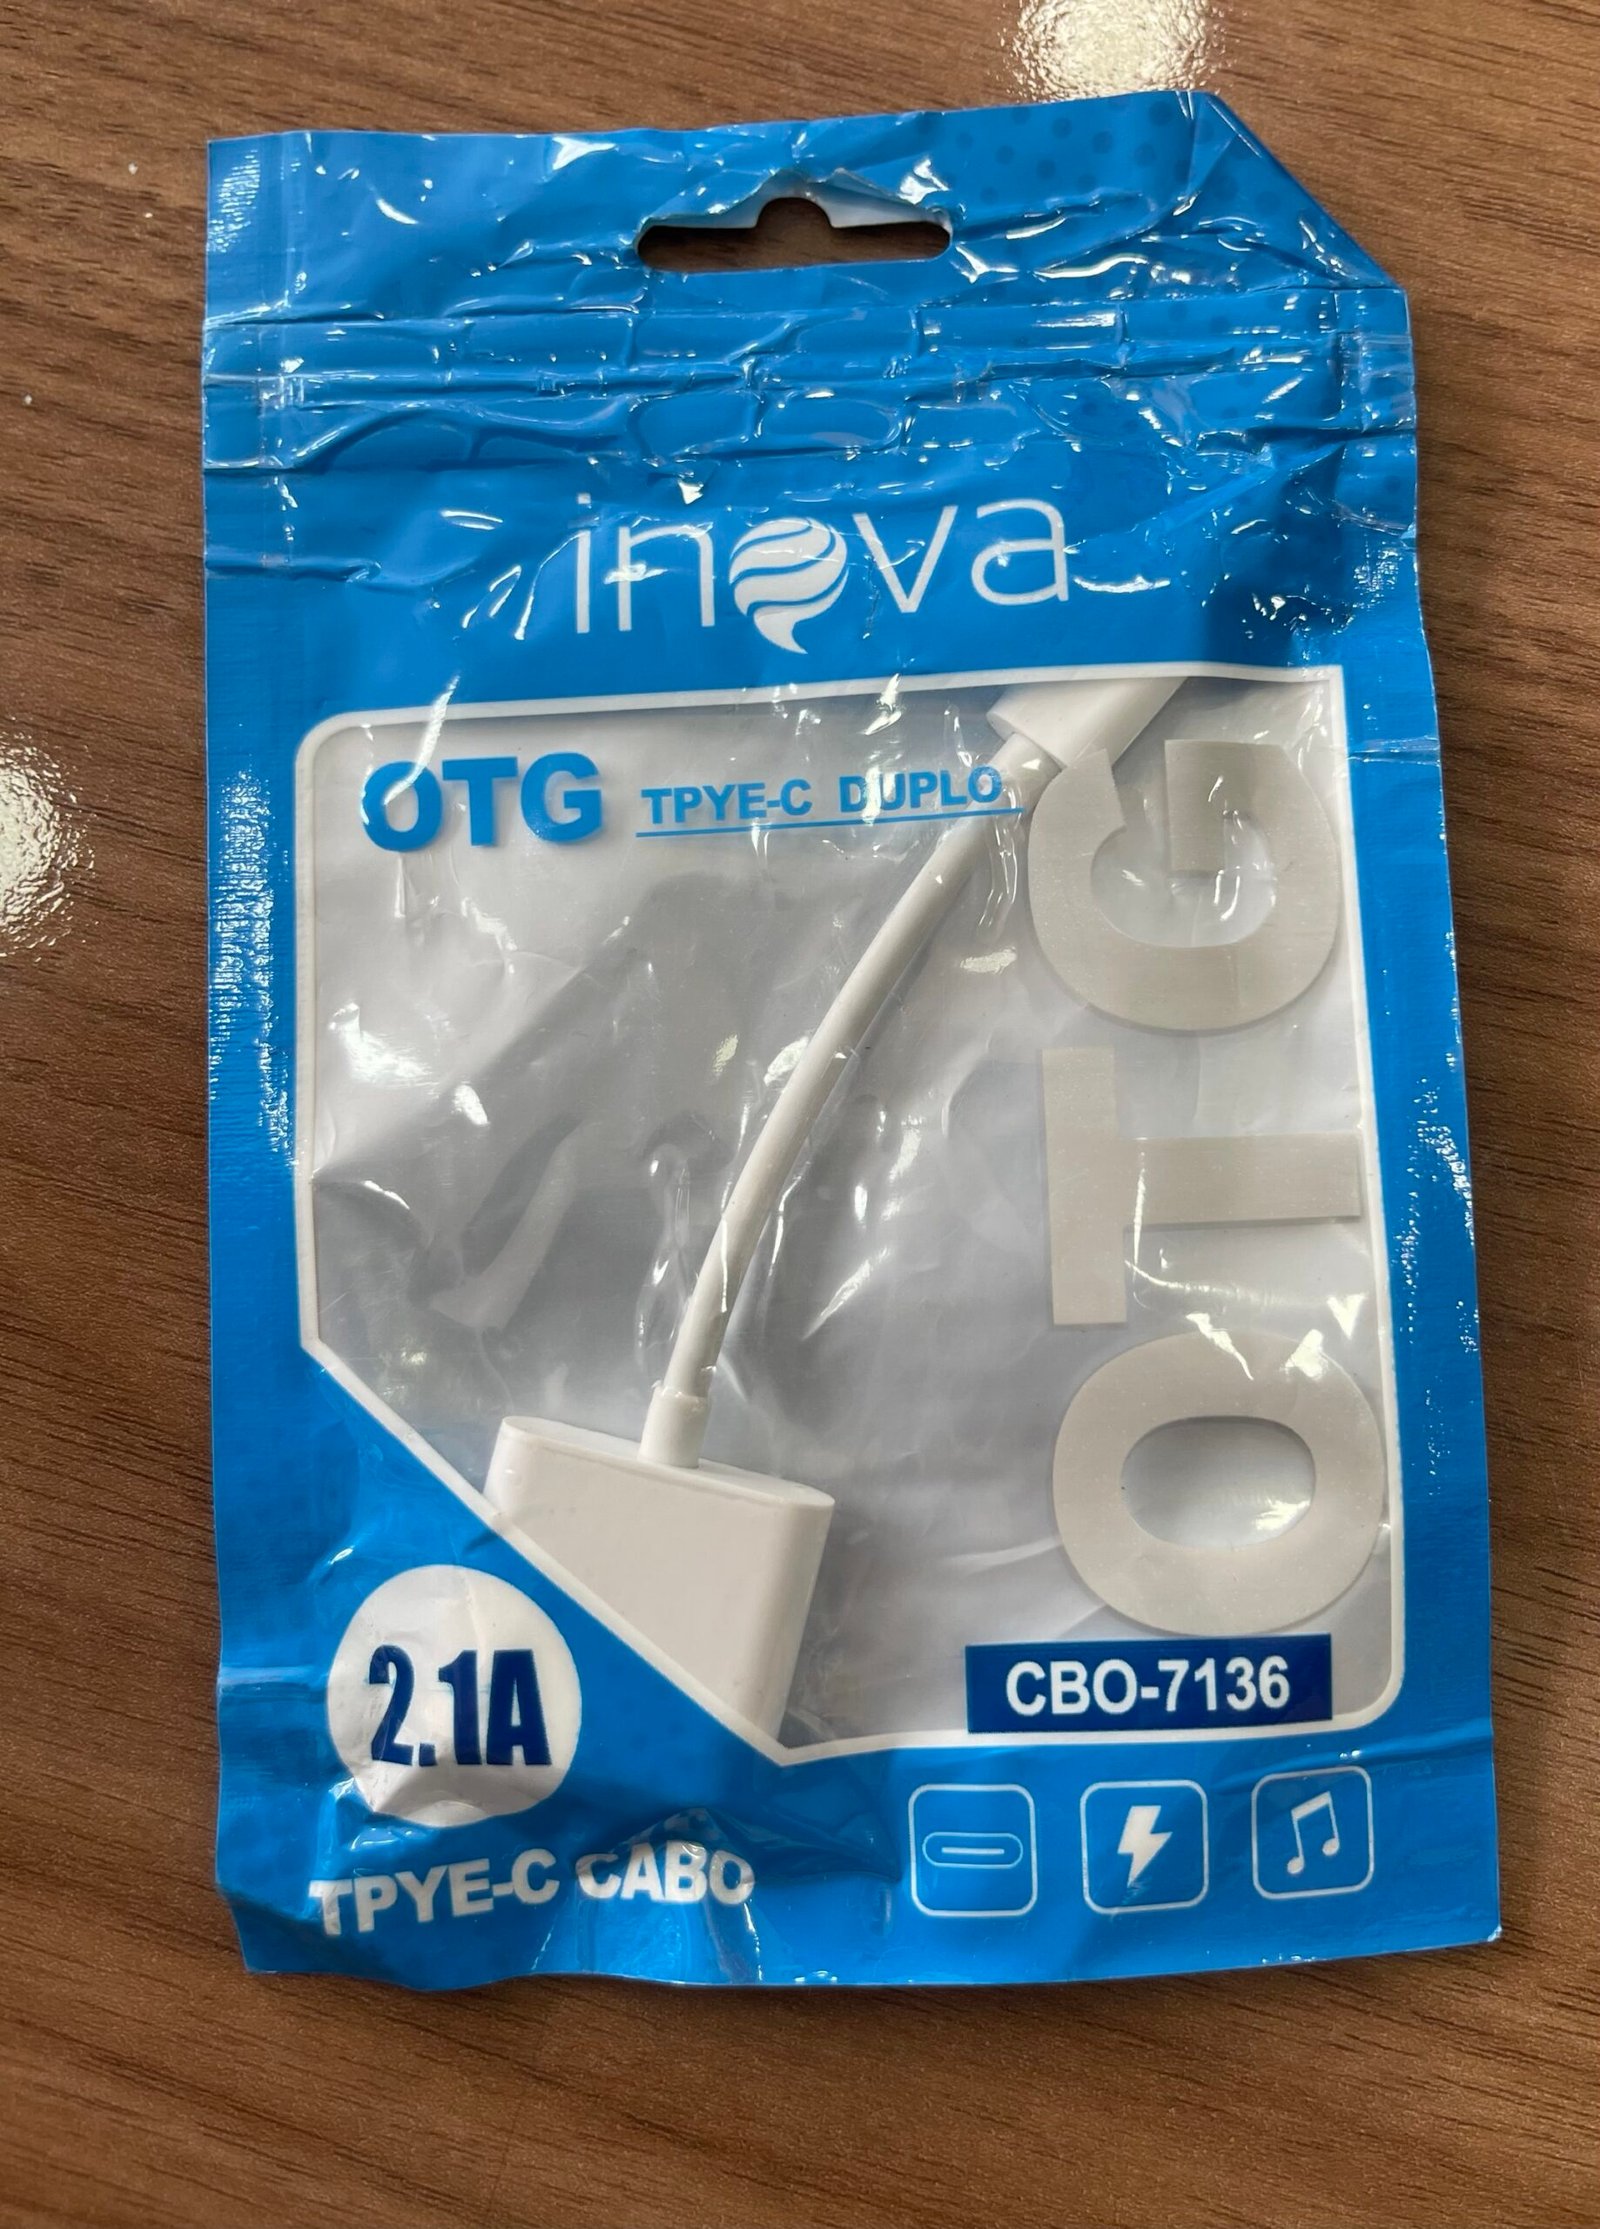 inova
OTG TPYE-C DUPLO
OTG
CBO-7136
2.1A
TPYE-C CABO